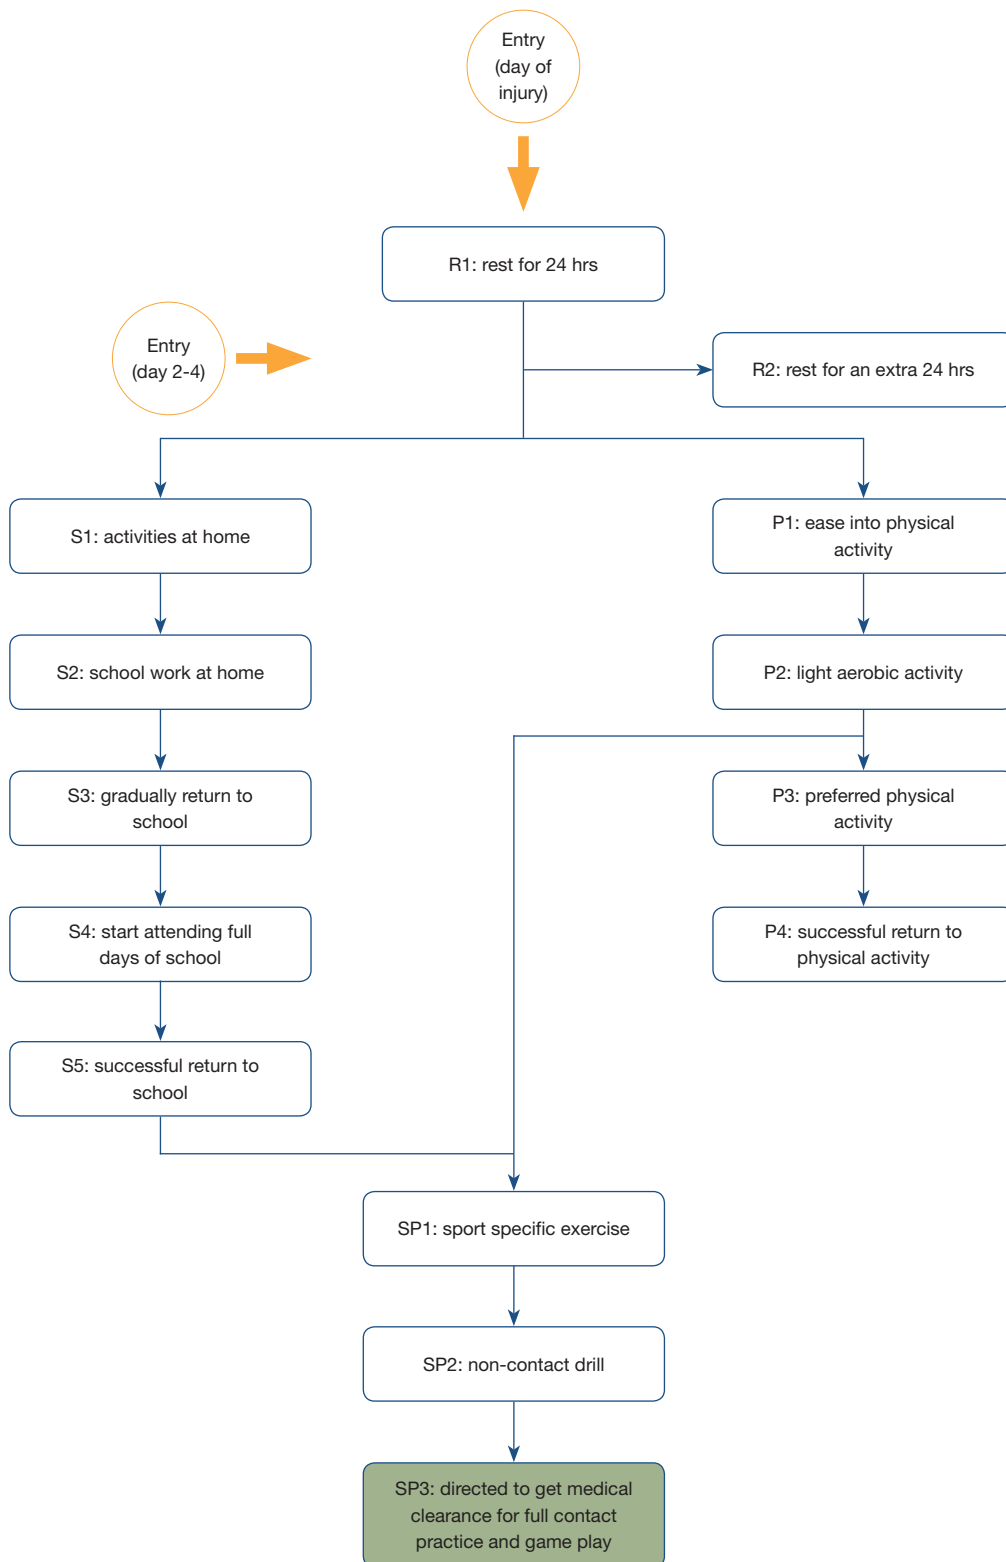 Entry
(day of
injury)
R1: rest for 24 hrs
Entry
(day 2-4)
R2: rest for an extra 24 hrs
S1: activities at home
P1: ease into physical
activity
S2: school work at home
P2: light aerobic activity
S3: gradually return to
school
P3: preferred physical
activity
S4: start attending full
days of school
P4: successful return to
physical activity
S5: successful return to
school
SP1: sport specific exercise
SP2: non-contact drill
SP3: directed to get medical
clearance for full contact
practice and game play